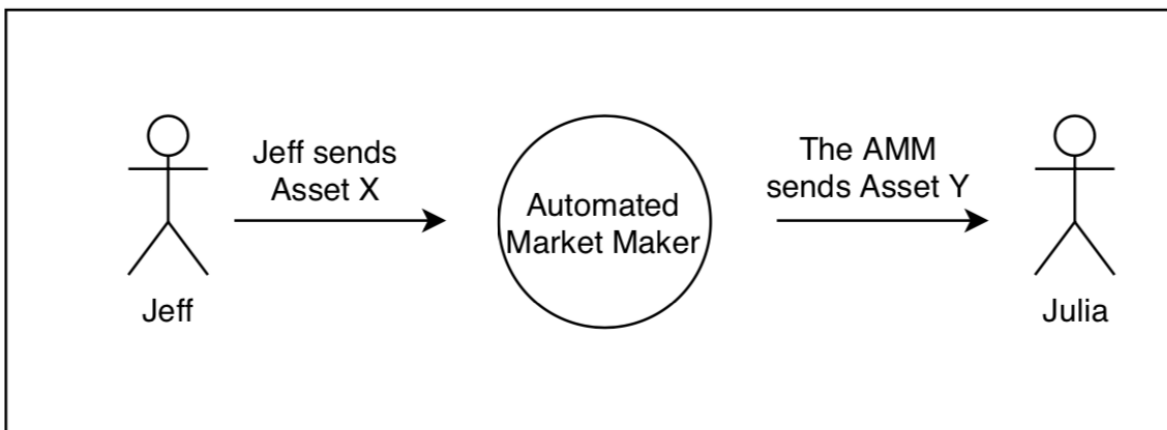 Jeff sends
Asset X
The AMM
sends Asset Y
Automated
Market Maker
Jeff
Julia